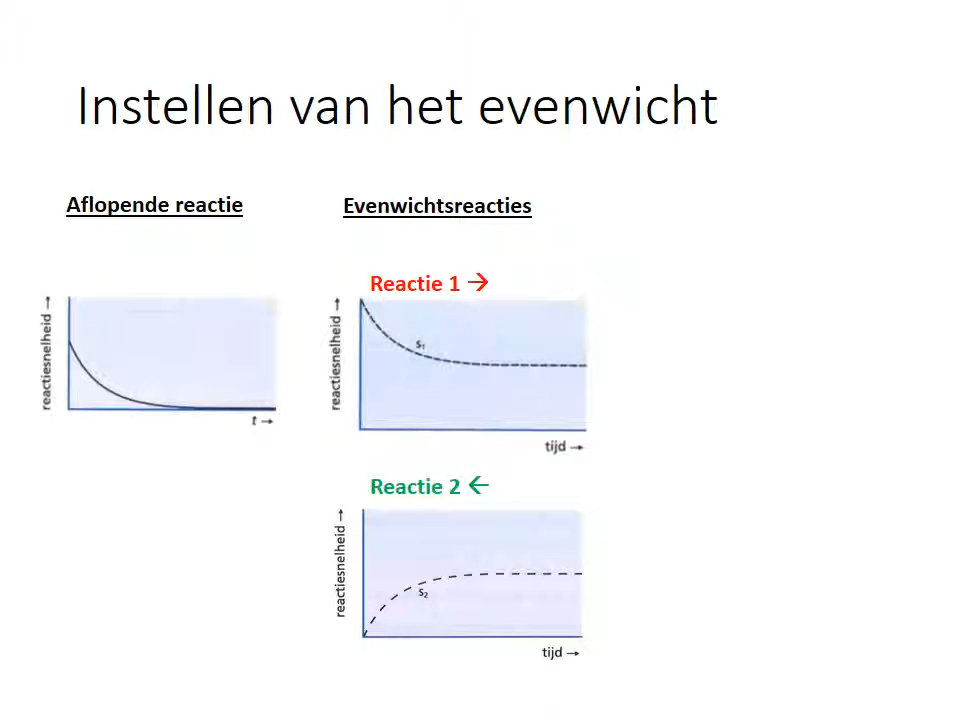 Instellen van het evenwicht
Aflopende reactie
Evenwichtsreacties
reactiesnelheid →
t →
Reactie 1 →
reactiesnelheid →
s₁
tijd →
Reactie 2 ←
reactiesnelheid →
s₂
tijd →